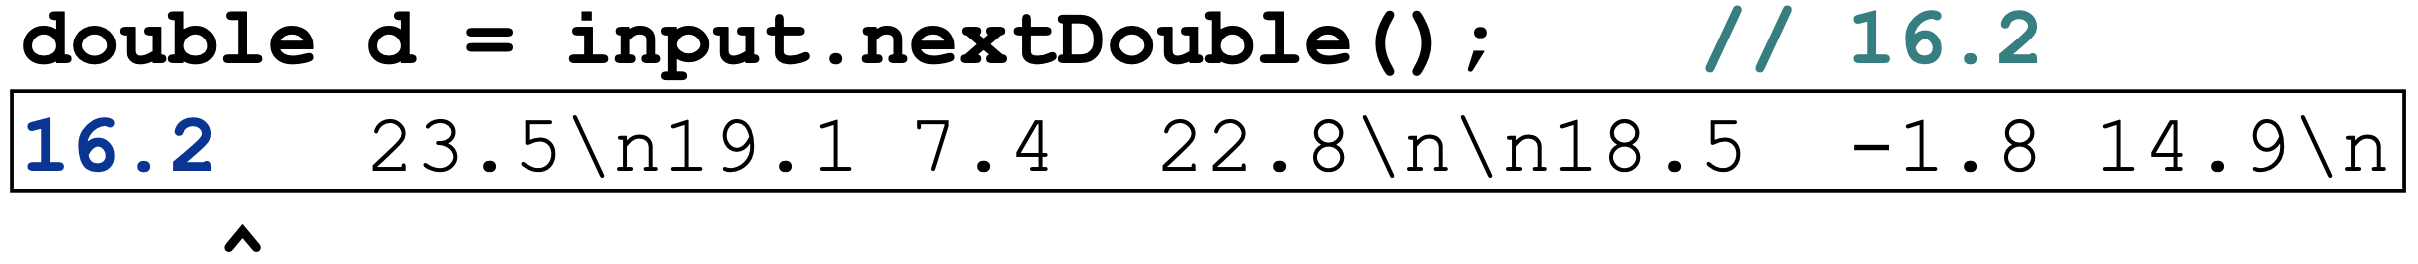 double d = input.nextDouble();    // 16.2
16.2   23.5\n19.1 7.4  22.8\n\n18.5  -1.8 14.9\n
^